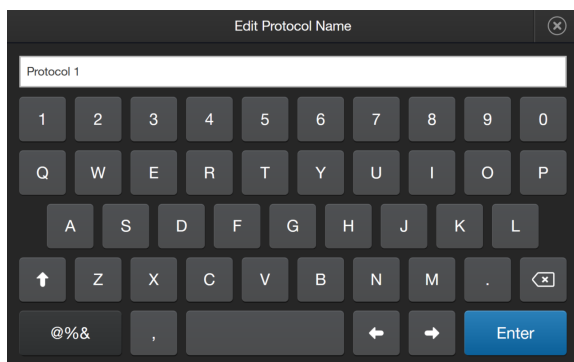 Edit Protocol Name
Protocol 1
1 2 3 4 5 6 7 8 9 0
Q W E R T Y U I O P
A S D F G H J K L
Z X C V B N M .
@%& , Enter